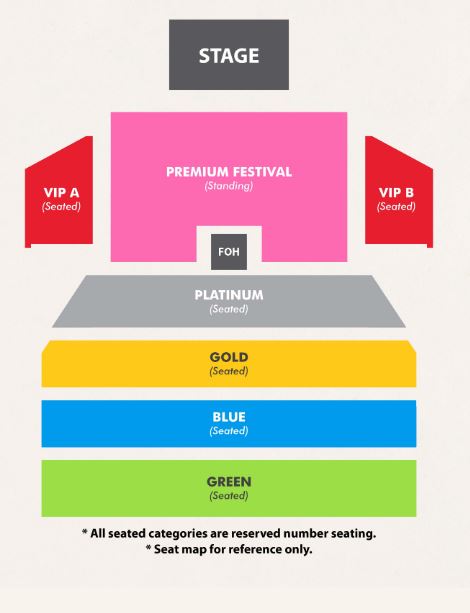 STAGE
PREMIUM FESTIVAL
(Standing)
VIP A
(Seated)
VIP B
(Seated)
FOH
PLATINUM
(Seated)
GOLD
(Seated)
BLUE
(Seated)
GREEN
(Seated)
* All seated categories are reserved number seating.
* Seat map for reference only.